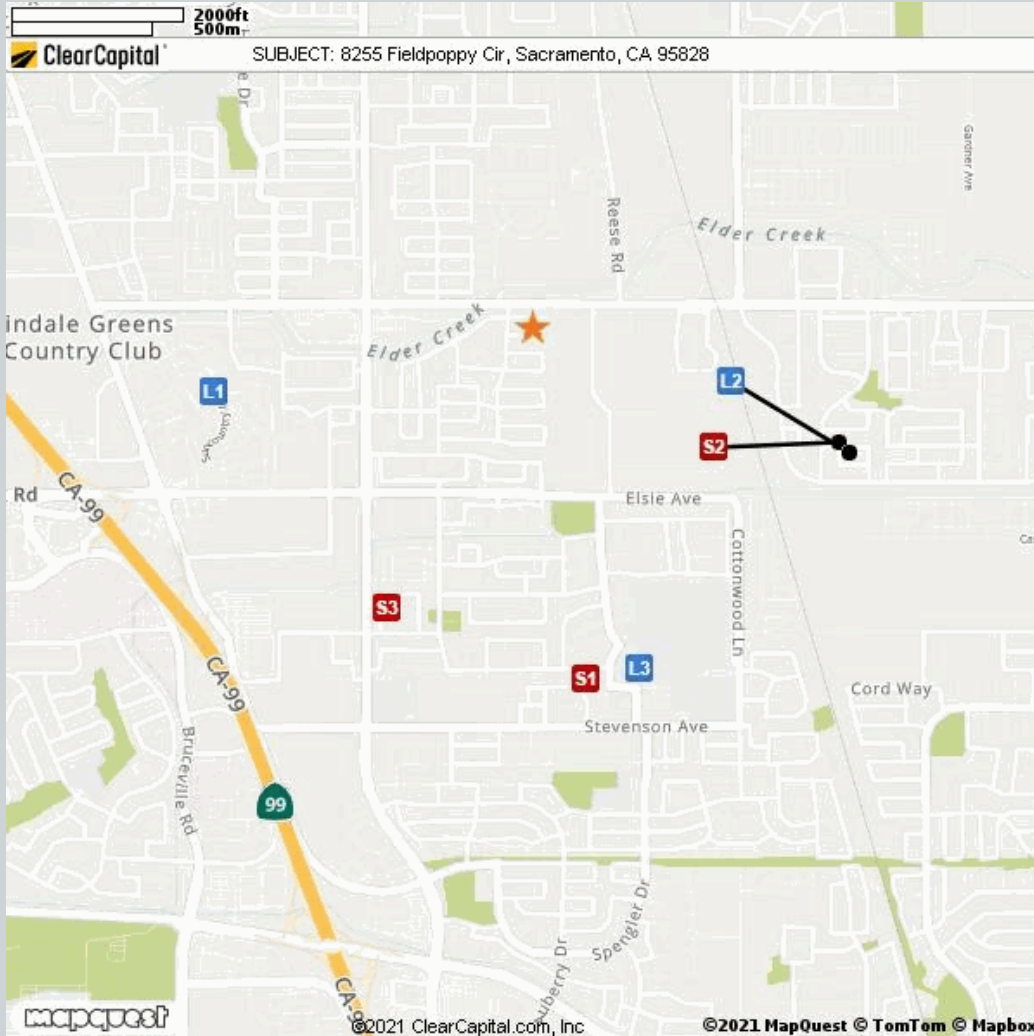 2000ft
500m
ClearCapital
SUBJECT: 8255 Fieldpoppy Cir, Sacramento, CA 95828
e Dr
Gardner Ave
Reese Rd
Elder Creek
indale Greens
Country Club
Elder Creek
L1
L2
S2
Rd
CA-99
Elsie Ave
Cottonwood Ln
S3
CA-99
S1
L3
Cord Way
Stevenson Ave
Bruceville Rd
99
Spengler Dr
uberry Dr
CA-9
mapquest
©2021 ClearCapital.com, Inc
©2021 MapQuest © TomTom © Mapbox